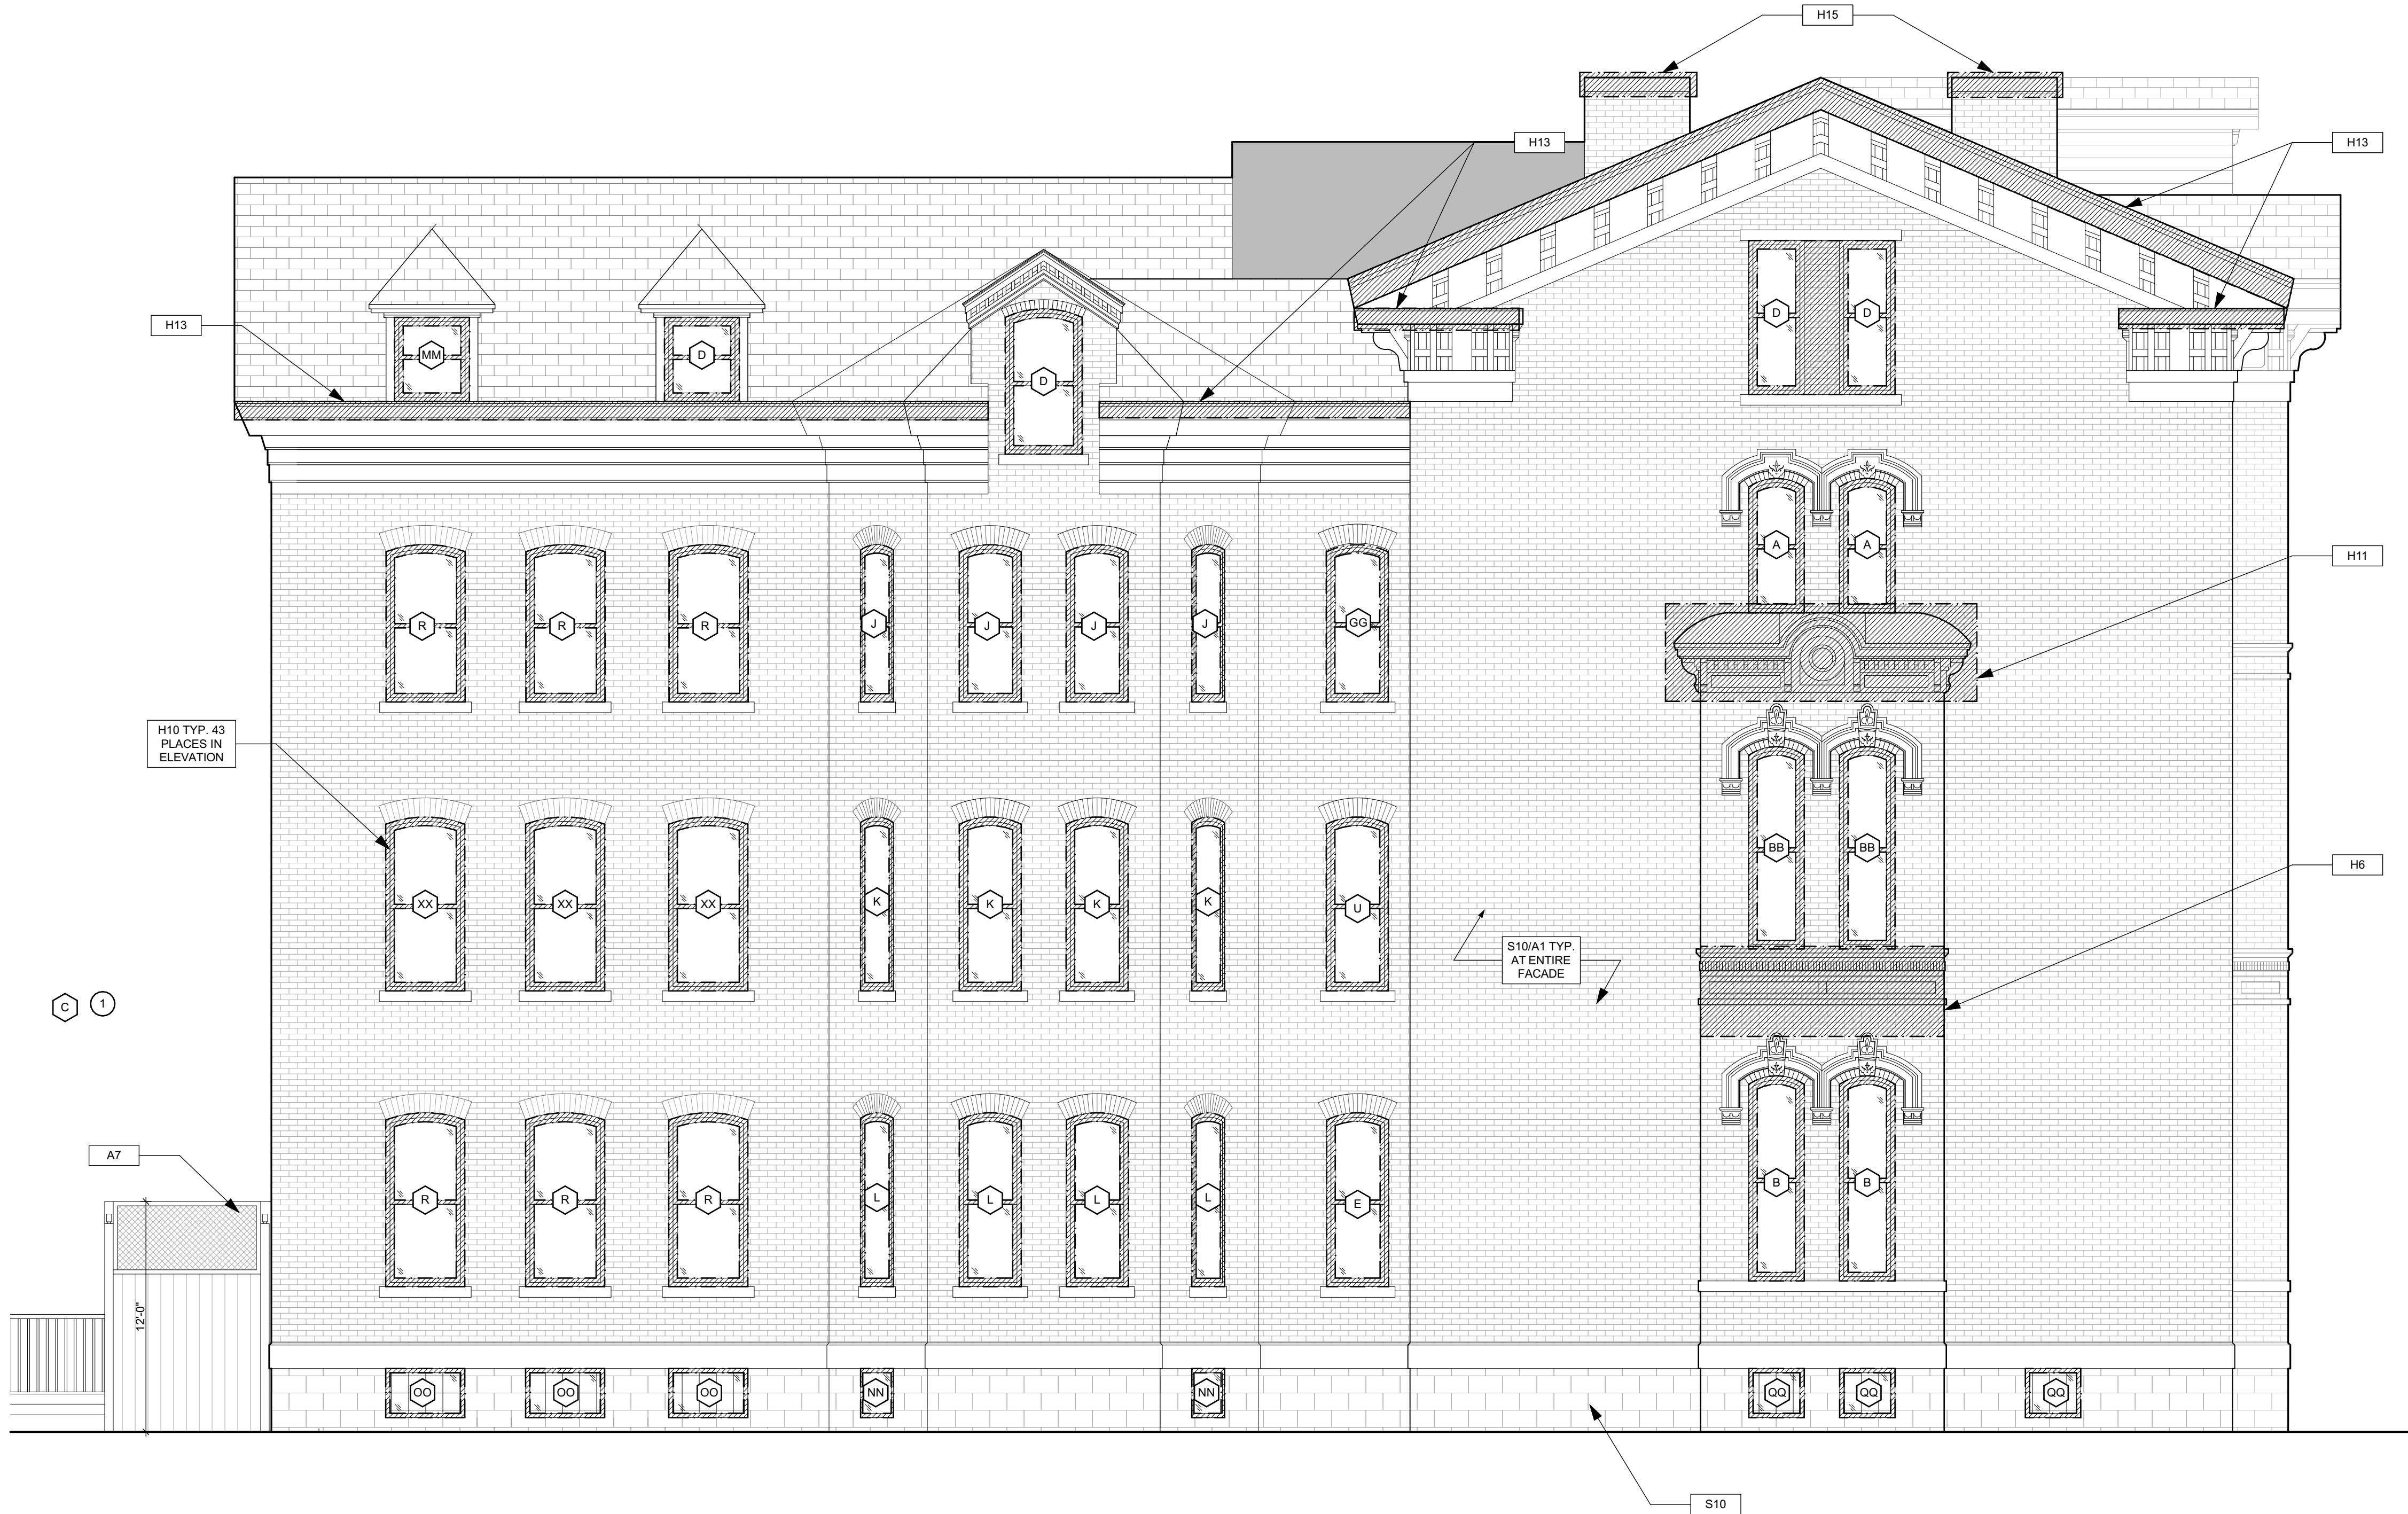 H15
H13
H13
H13
MM
D
D
D
D
A
A
H11
R
R
R
J
J
J
J
GG
H10 TYP. 43
PLACES IN
ELEVATION
BB
BB
H6
XX
XX
XX
K
K
K
K
U
S10/A1 TYP.
AT ENTIRE
FACADE
C
1
A7
R
R
R
L
L
L
L
E
B
B
12'-0"
OO
OO
OO
NN
NN
QQ
QQ
QQ
S10